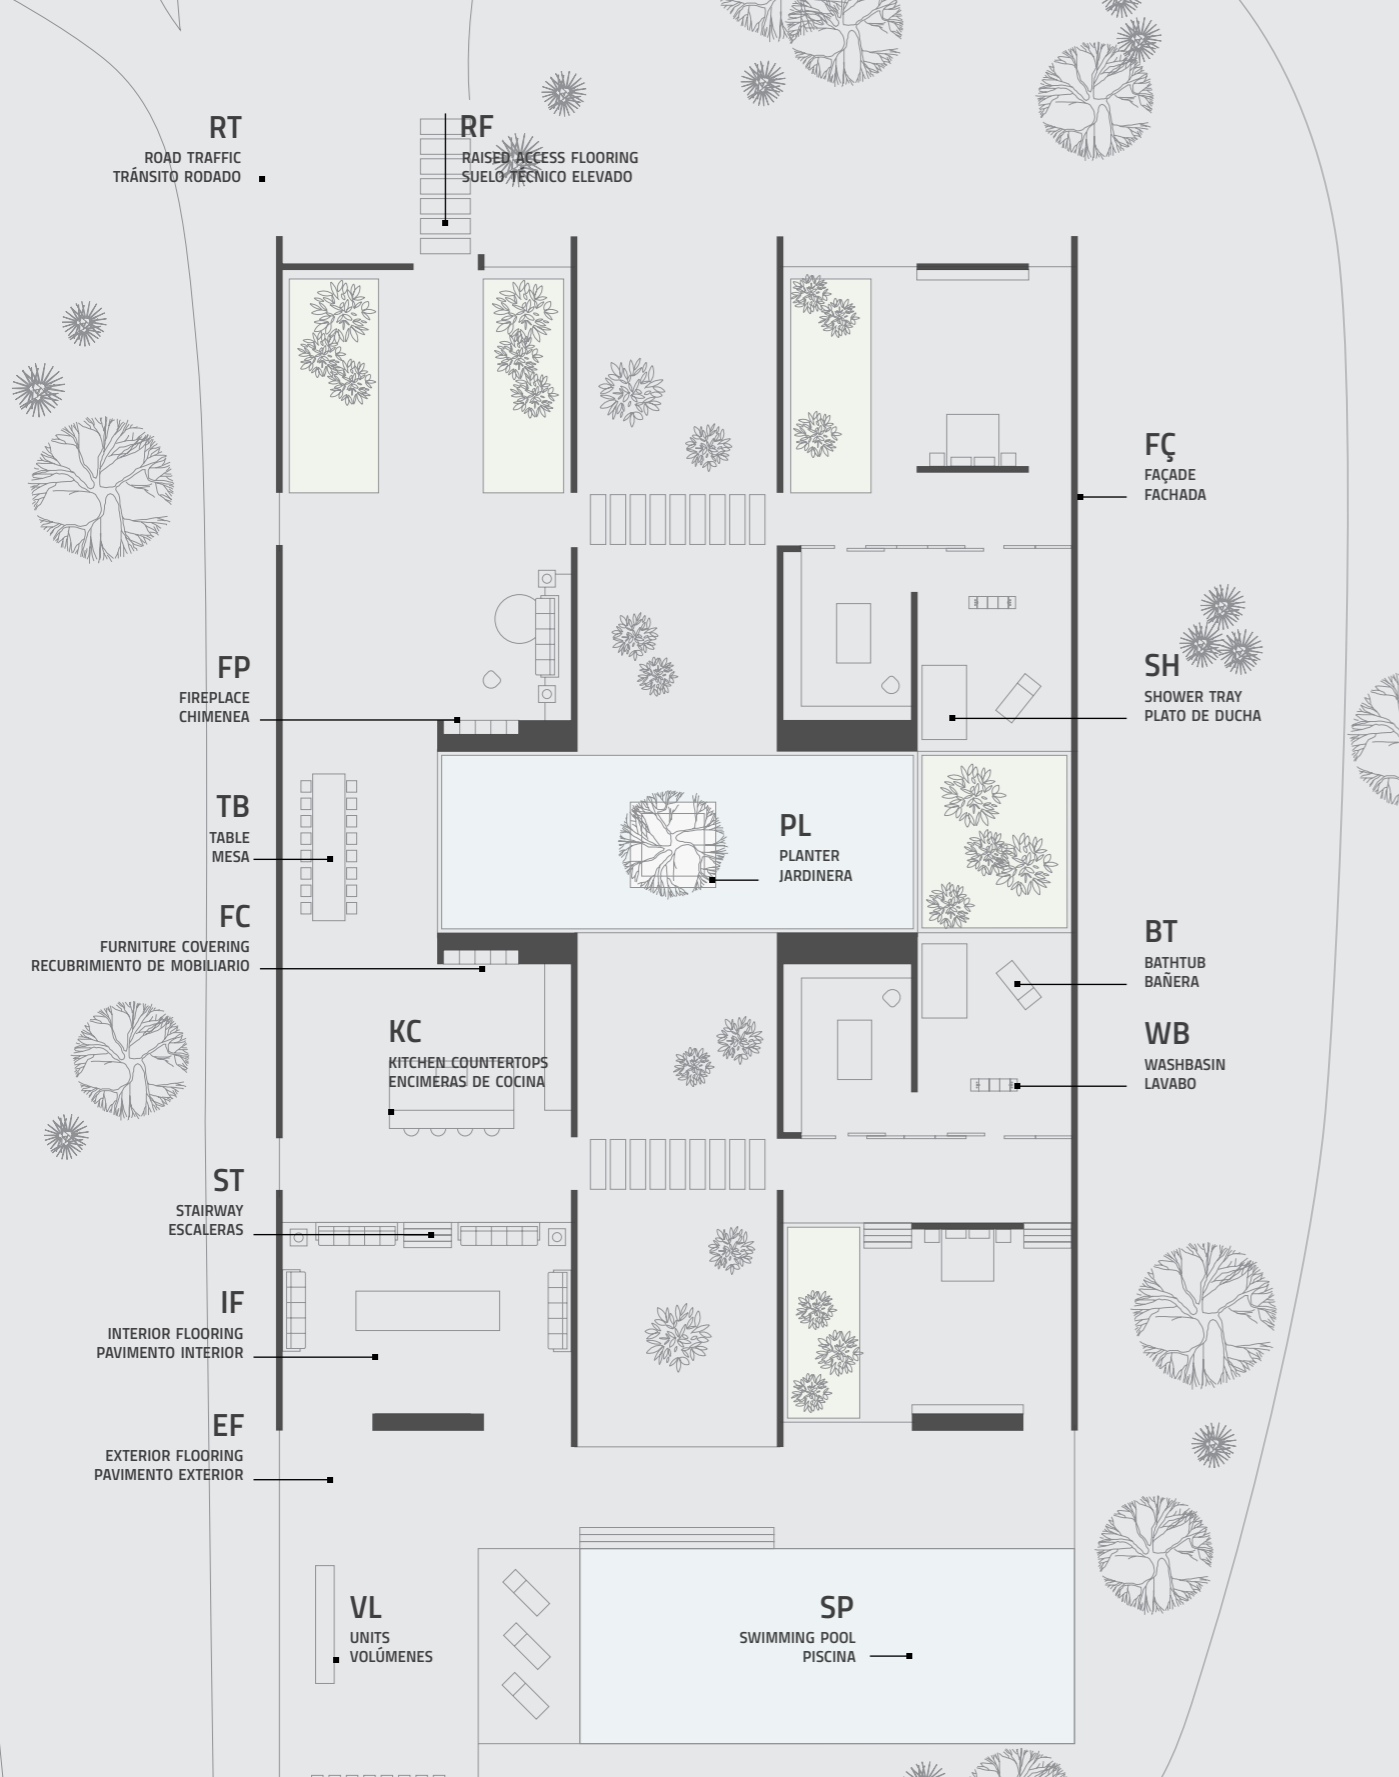 RT
ROAD TRAFFIC
TRÁNSITO RODADO
RF
RAISED ACCESS FLOORING
SUELO TÉCNICO ELEVADO
FÇ
FAÇADE
FACHADA
FP
FIREPLACE
CHIMENEA
SH
SHOWER TRAY
PLATO DE DUCHA
TB
TABLE
MESA
PL
PLANTER
JARDINERA
FC
FURNITURE COVERING
RECUBRIMIENTO DE MOBILIARIO
BT
BATHTUB
BAÑERA
KC
KITCHEN COUNTERTOPS
ENCIMERAS DE COCINA
WB
WASHBASIN
LAVABO
ST
STAIRWAY
ESCALERAS
IF
INTERIOR FLOORING
PAVIMENTO INTERIOR
EF
EXTERIOR FLOORING
PAVIMENTO EXTERIOR
VL
UNITS
VOLÚMENES
SP
SWIMMING POOL
PISCINA